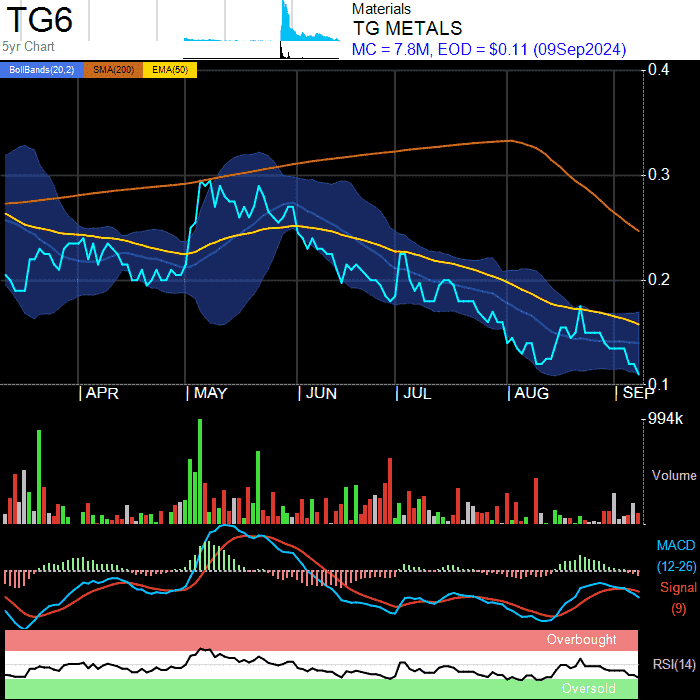 TG6
5yr Chart
Materials
TG METALS
MC = 7.8M, EOD = $0.11 (09Sep2024)
BollBands(20,2) SMA(200) EMA(50)
0.4
0.3
0.2
0.1
APR MAY JUN JUL AUG SEP
994k
Volume
MACD
(12-26)
Signal
(9)
Overbought
RSI(14)
Oversold